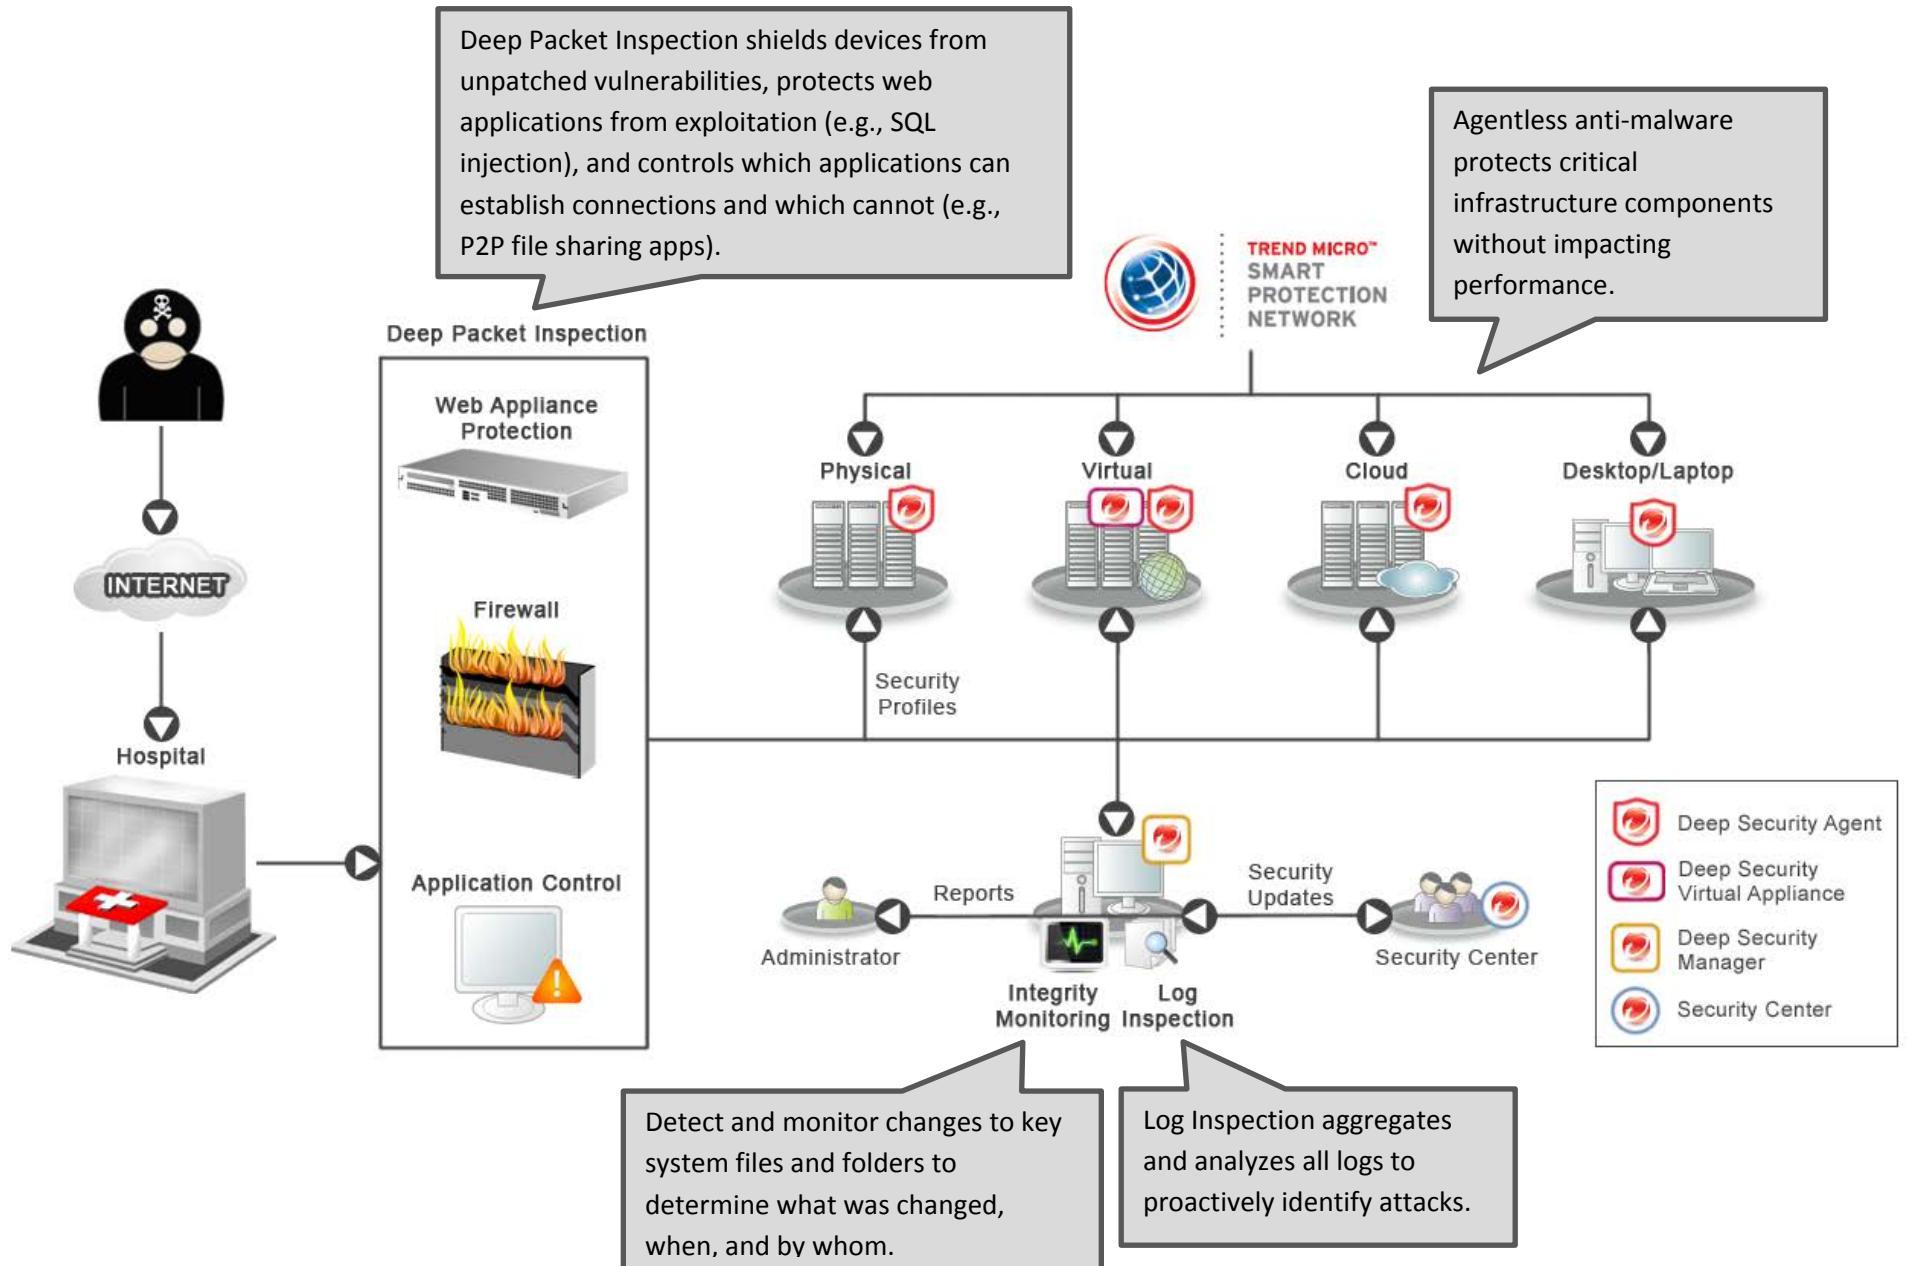 Deep Packet Inspection shields devices from
unpatched vulnerabilities, protects web
applications from exploitation (e.g., SQL
injection), and controls which applications can
establish connections and which cannot (e.g.,
P2P file sharing apps).
Agentless anti-malware
protects critical
infrastructure components
without impacting
performance.
TREND MICRO™
SMART
PROTECTION
NETWORK
Deep Packet Inspection
Web Appliance
Protection
Firewall
Application Control
INTERNET
Hospital
Physical
Virtual
Cloud
Desktop/Laptop
Security
Profiles
Reports
Security
Updates
Administrator
Security Center
Integrity
Monitoring
Log
Inspection
Deep Security Agent
Deep Security
Virtual Appliance
Deep Security
Manager
Security Center
Detect and monitor changes to key
system files and folders to
determine what was changed,
when, and by whom.
Log Inspection aggregates
and analyzes all logs to
proactively identify attacks.